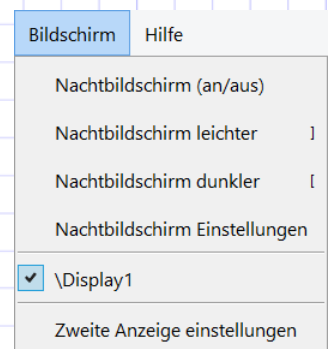 Bildschirm Hilfe
Nachtbildschirm (an/aus)
Nachtbildschirm leichter ]
Nachtbildschirm dunkler [
Nachtbildschirm Einstellungen
\Display1
Zweite Anzeige einstellungen